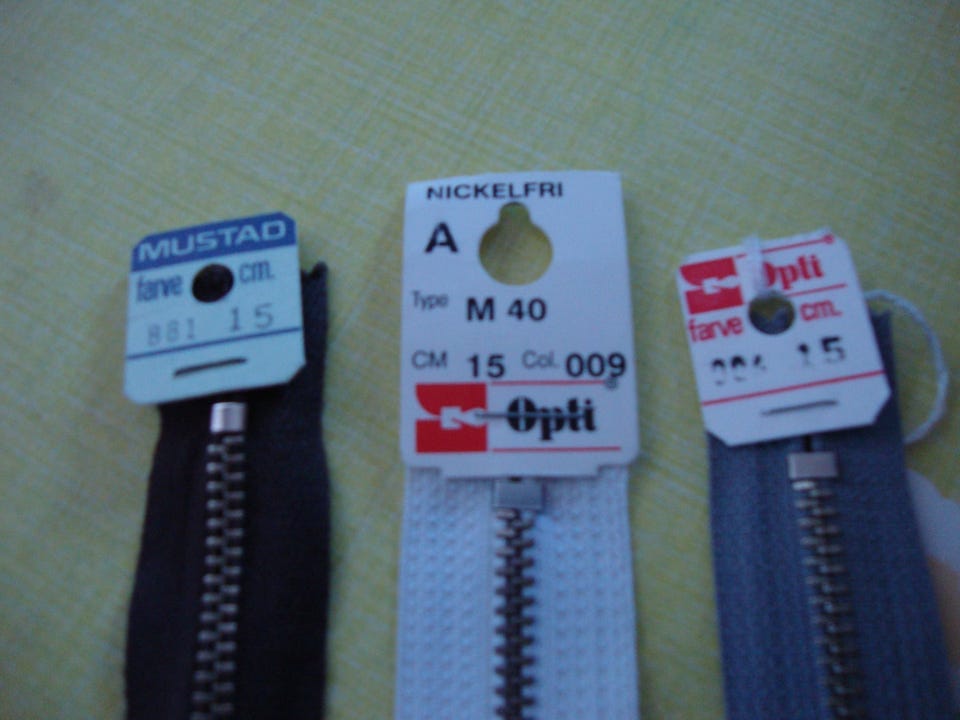 MUSTAD
farve cm.
881 15
NICKELFRI
A
Type M 40
CM 15 Col. 009
Opti®
Opti®
farve cm.
15